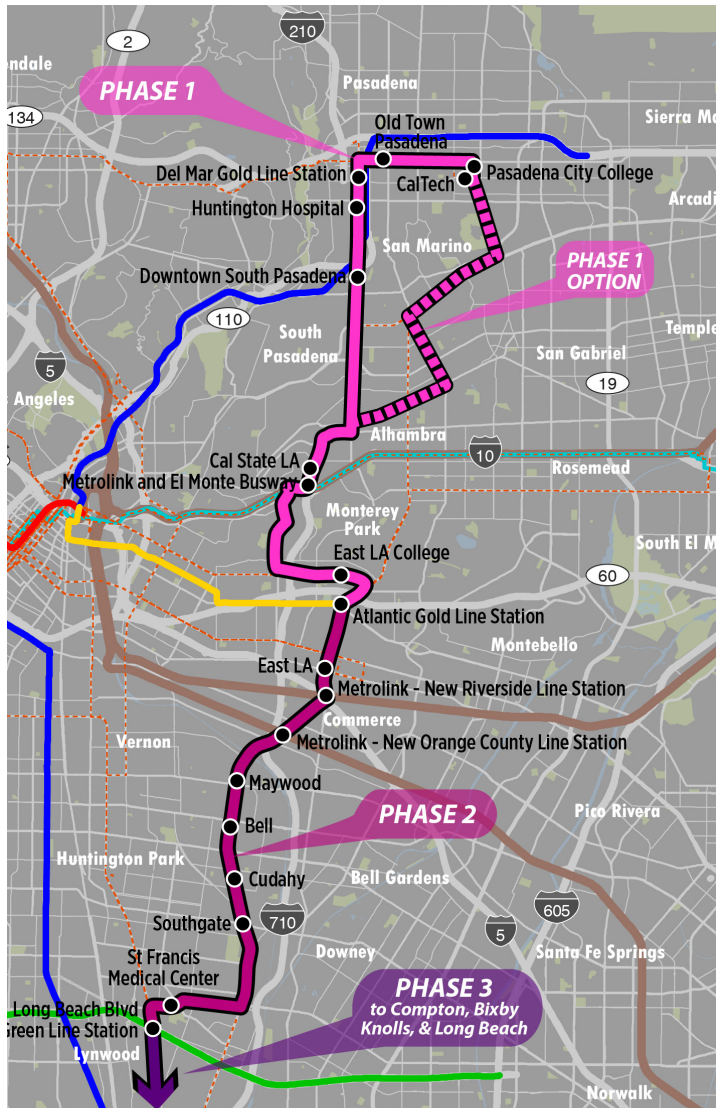 210
2
ndale
Pasadena
PHASE 1
134
Sierra Ma
Old Town
Pasadena
Del Mar Gold Line Station
Pasadena City College
CalTech
Arcadi
Huntington Hospital
San Marino
PHASE 1
OPTION
Downtown South Pasadena
110
South
Pasadena
Temple
San Gabriel
5
19
Angeles
Alhambra
10
Cal State LA
Rosemead
Metrolink and El Monte Busway
Monterey
Park
South El M
East LA College
60
Atlantic Gold Line Station
Montebello
East LA
Metrolink - New Riverside Line Station
Commerce
Vernon
Metrolink - New Orange County Line Station
Maywood
Pico Rivera
PHASE 2
Bell
Huntington Park
Cudahy
Bell Gardens
605
710
Southgate
5
St Francis
Medical Center
Downey
Santa Fe Springs
PHASE 3
to Compton, Bixby
Knolls, & Long Beach
Long Beach Blvd
Green Line Station
Lynwood
Norwalk